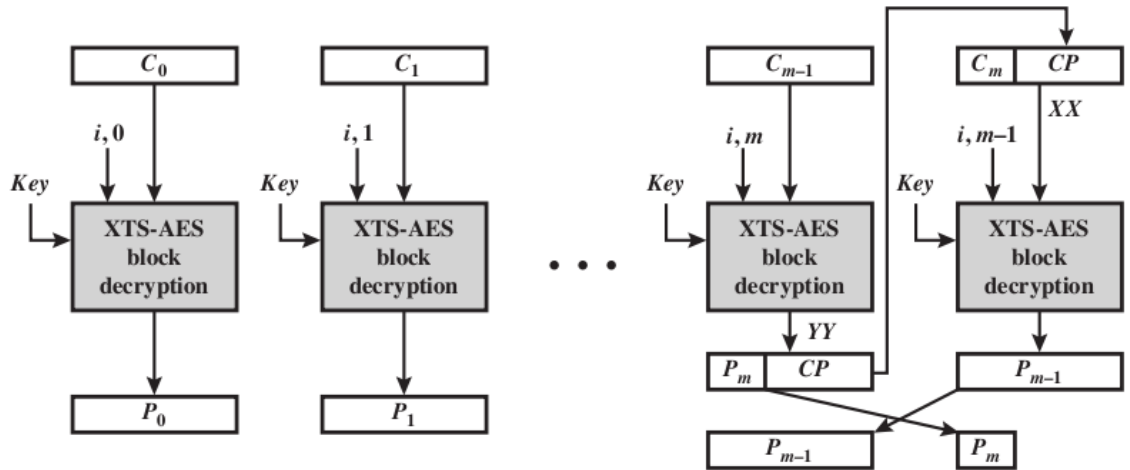 C₀ C₁ Cₘ₋₁ Cₘ CP
XX
i, 0 i, 1 i, m i, m–1
Key Key Key Key
XTS-AES XTS-AES XTS-AES XTS-AES
block block block block
decryption decryption • • • decryption decryption
YY
Pₘ CP Pₘ₋₁
P₀ P₁
Pₘ₋₁ Pₘ